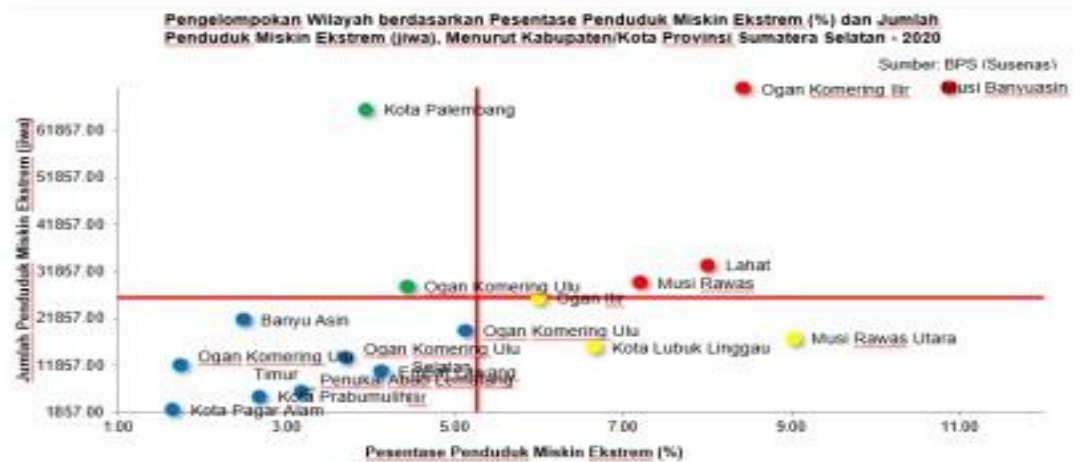 Pengelompokan Wilayah berdasarkan Pesentase Penduduk Miskin Ekstrem (%) dan Jumlah
Penduduk Miskin Ekstrem (jiwa), Menurut Kabupaten/Kota Provinsi Sumatera Selatan - 2020
Sumber: BPS (Susenas)
Ogan Komering Ilir
Musi Banyuasin
Kota Palembang
Jumlah Penduduk Miskin Ekstrem (jiwa)
61857.00
51857.00
41857.00
31857.00
21857.00
11857.00
1857.00
Lahat
Musi Rawas
Ogan Komering Ulu
Ogan Ilir
Banyu Asin
Ogan Komering Ulu
Musi Rawas Utara
Kota Lubuk Linggau
Ogan Komering Ulu
Selatan
Ogan Komering Ulu
Timur
Penukal Abab Lematang
Ilir
Kota Prabumulih
Kota Pagar Alam
1.00
3.00
5.00
7.00
9.00
11.00
Pesentase Penduduk Miskin Ekstrem (%)